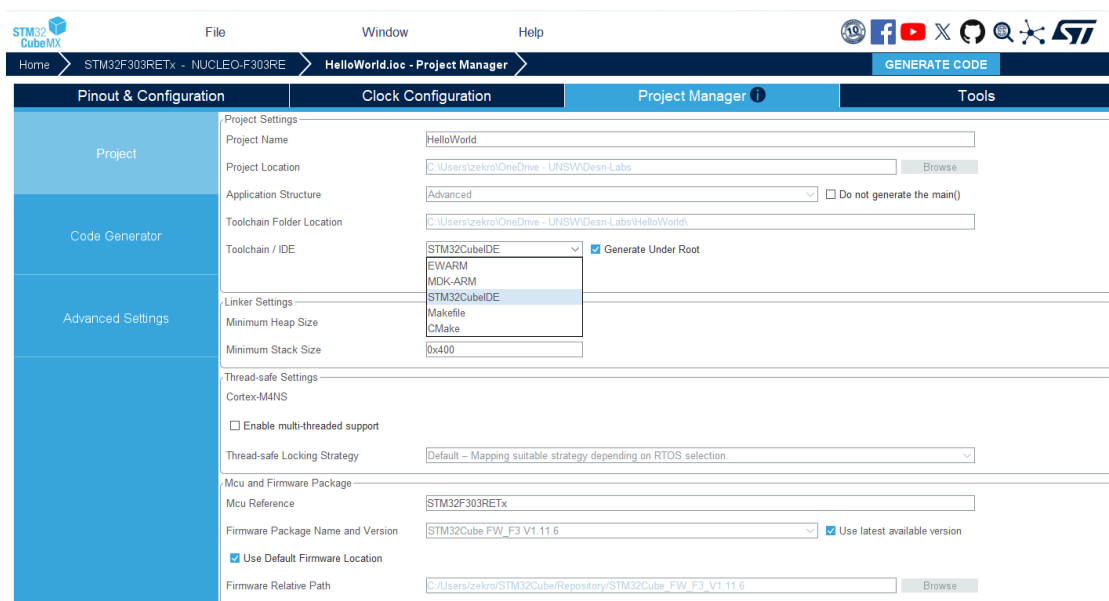 STM32 CubeMX
File Window Help
Home STM32F303RETx - NUCLEO-F303RE HelloWorld.ioc - Project Manager GENERATE CODE
Pinout & Configuration Clock Configuration Project Manager Tools
Project
Code Generator
Advanced Settings
Project Settings
Project Name HelloWorld
Project Location C:\Users\zekro\OneDrive - UNSW\Desn-Labs Browse
Application Structure Advanced Do not generate the main()
Toolchain Folder Location C:\Users\zekro\OneDrive - UNSW\Desn-Labs\HelloWorld\
Toolchain / IDE STM32CubeIDE Generate Under Root
EWARM
MDK-ARM
STM32CubeIDE
Makefile
CMake
Linker Settings
Minimum Heap Size
Minimum Stack Size 0x400
Thread-safe Settings
Cortex-M4NS
Enable multi-threaded support
Thread-safe Locking Strategy Default – Mapping suitable strategy depending on RTOS selection.
Mcu and Firmware Package
Mcu Reference STM32F303RETx
Firmware Package Name and Version STM32Cube FW_F3 V1.11.6 Use latest available version
Use Default Firmware Location
Firmware Relative Path C:/Users/zekro/STM32Cube/Repository/STM32Cube_FW_F3_V1.11.6 Browse